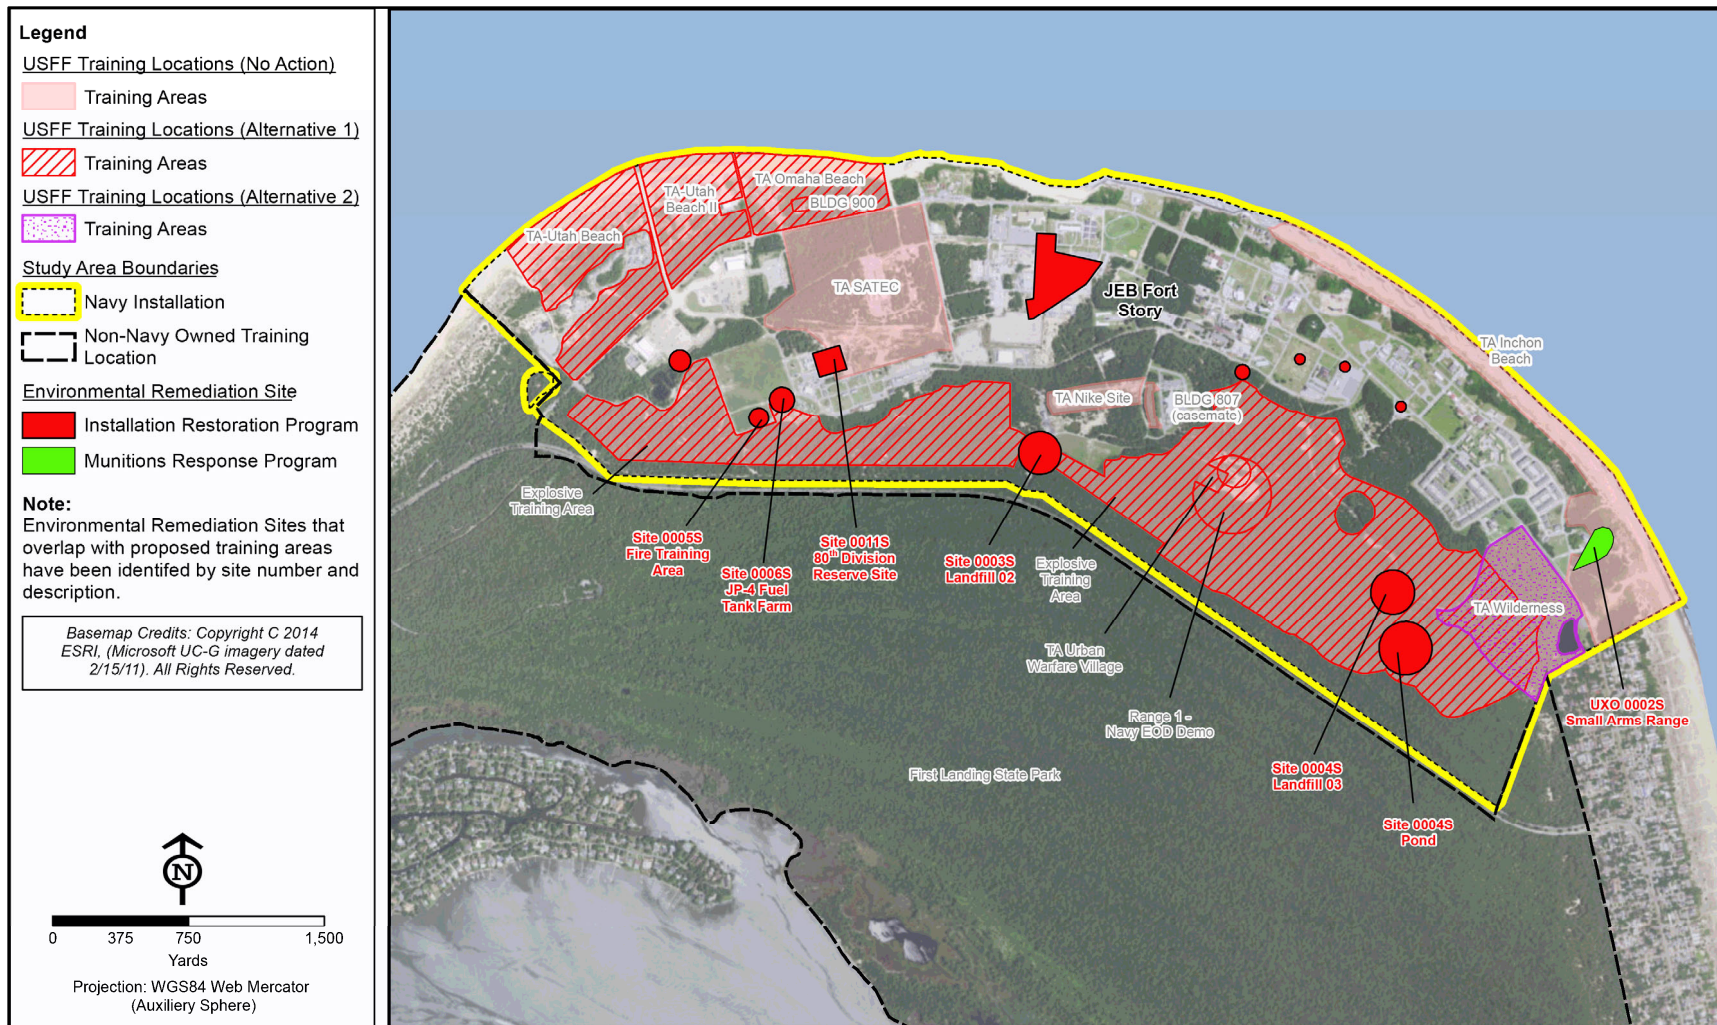 Legend
USFF Training Locations (No Action)
Training Areas
USFF Training Locations (Alternative 1)
Training Areas
USFF Training Locations (Alternative 2)
Training Areas
Study Area Boundaries
Navy Installation
Non-Navy Owned Training
Location
Environmental Remediation Site
Installation Restoration Program
Munitions Response Program
Note:
Environmental Remediation Sites that
overlap with proposed training areas
have been identifed by site number and
description.
Basemap Credits: Copyright C 2014
ESRI, (Microsoft UC-G imagery dated
2/15/11). All Rights Reserved.
N
0 375 750 1,500
Yards
Projection: WGS84 Web Mercator
(Auxiliery Sphere)
TA-Utah Beach
TA-Utah
Beach II
TA Omaha Beach
BLDG 900
TA SATEC
JEB Fort
Story
TA Inchon
Beach
TA Nike Site
BLDG 807
(casemate)
Explosive
Training Area
Site 0005S
Fire Training
Area
Site 0006S
JP-4 Fuel
Tank Farm
Site 0011S
80th Division
Reserve Site
Site 0003S
Landfill 02
Explosive
Training
Area
TA Urban
Warfare Village
Range 1 -
Navy EOD Demo
TA Wilderness
UXO 0002S
Small Arms Range
Site 0004S
Landfill 03
Site 0004S
Pond
First Landing State Park